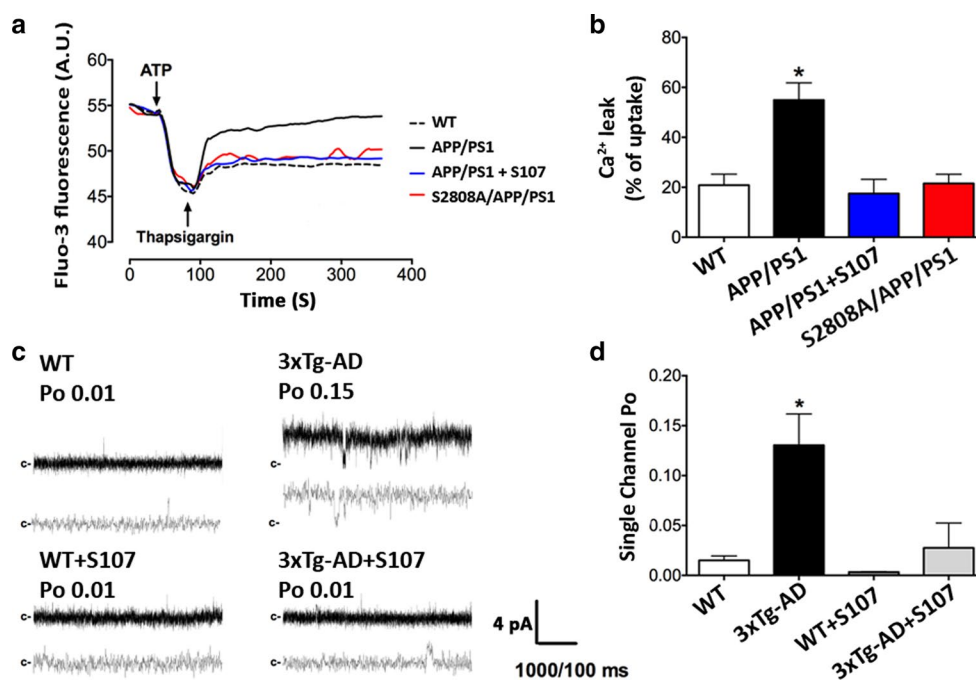 a
Fluo-3 fluorescence (A.U.)
60
55
50
45
40
ATP
Thapsigargin
0
100
200
300
400
Time (S)
WT
APP/PS1
APP/PS1 + S107
S2808A/APP/PS1
b
Ca²⁺ leak
(% of uptake)
80
60
40
20
0
*
WT
APP/PS1
APP/PS1+S107
S2808A/APP/PS1
c
WT
Po 0.01
c-
c-
3xTg-AD
Po 0.15
c-
c-
WT+S107
Po 0.01
c-
c-
3xTg-AD+S107
Po 0.01
c-
c-
4 pA
1000/100 ms
d
Single Channel Po
0.20
0.15
0.10
0.05
0.00
*
WT
3xTg-AD
WT+S107
3xTg-AD+S107